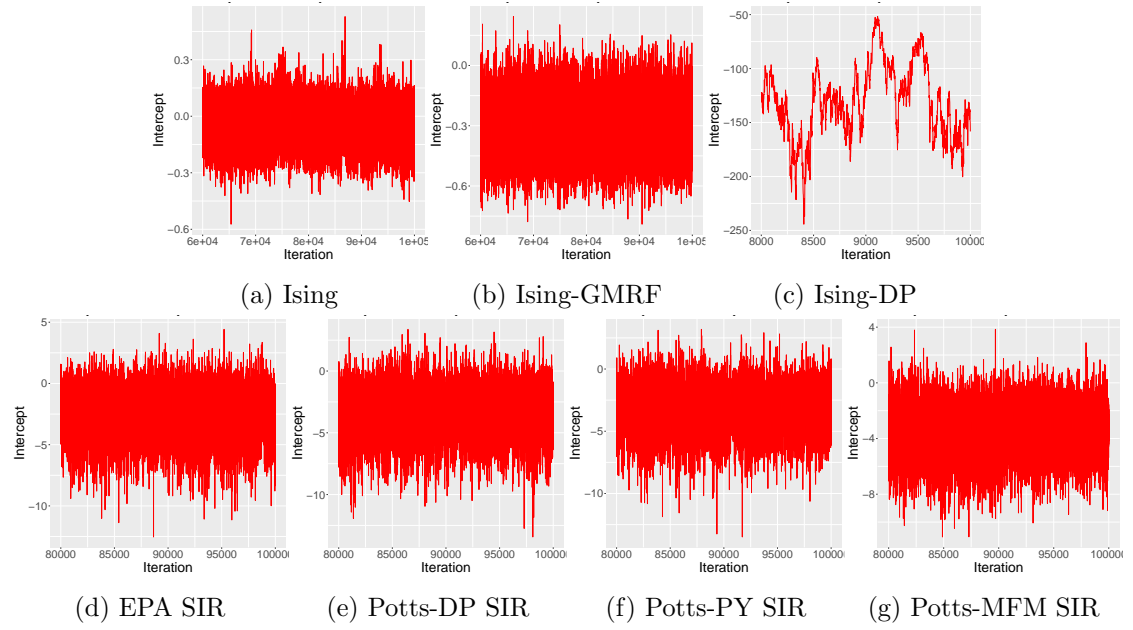 Intercept
0.3
0.0
−0.3
−0.6
6e+04 7e+04 8e+04 9e+04 1e+05
Iteration
(a) Ising
Intercept
0.0
−0.3
−0.6
6e+04 7e+04 8e+04 9e+04 1e+05
Iteration
(b) Ising-GMRF
Intercept
−50
−100
−150
−200
−250
8000 8500 9000 9500 10000
Iteration
(c) Ising-DP
Intercept
5
0
−5
−10
80000 85000 90000 95000 10000
Iteration
(d) EPA SIR
Intercept
5
0
−5
−10
80000 85000 90000 95000 10000
Iteration
(e) Potts-DP SIR
Intercept
0
−5
−10
80000 85000 90000 95000 10000
Iteration
(f) Potts-PY SIR
Intercept
4
0
−4
−8
80000 85000 90000 95000 10000
Iteration
(g) Potts-MFM SIR